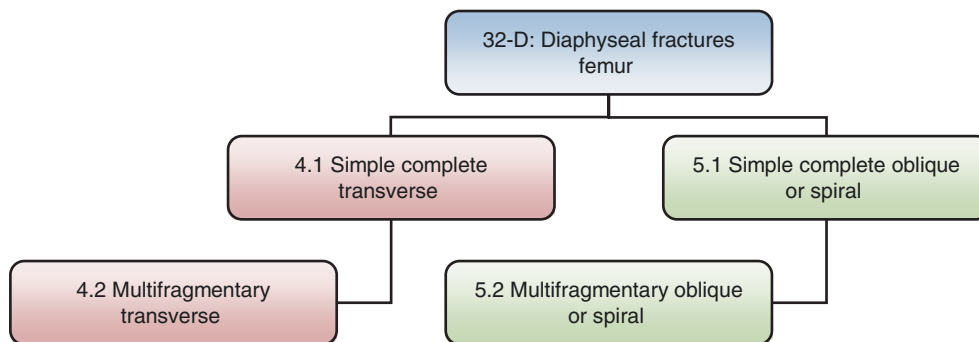 32-D: Diaphyseal fractures
femur
4.1 Simple complete
transverse
5.1 Simple complete oblique
or spiral
4.2 Multifragmentary
transverse
5.2 Multifragmentary oblique
or spiral